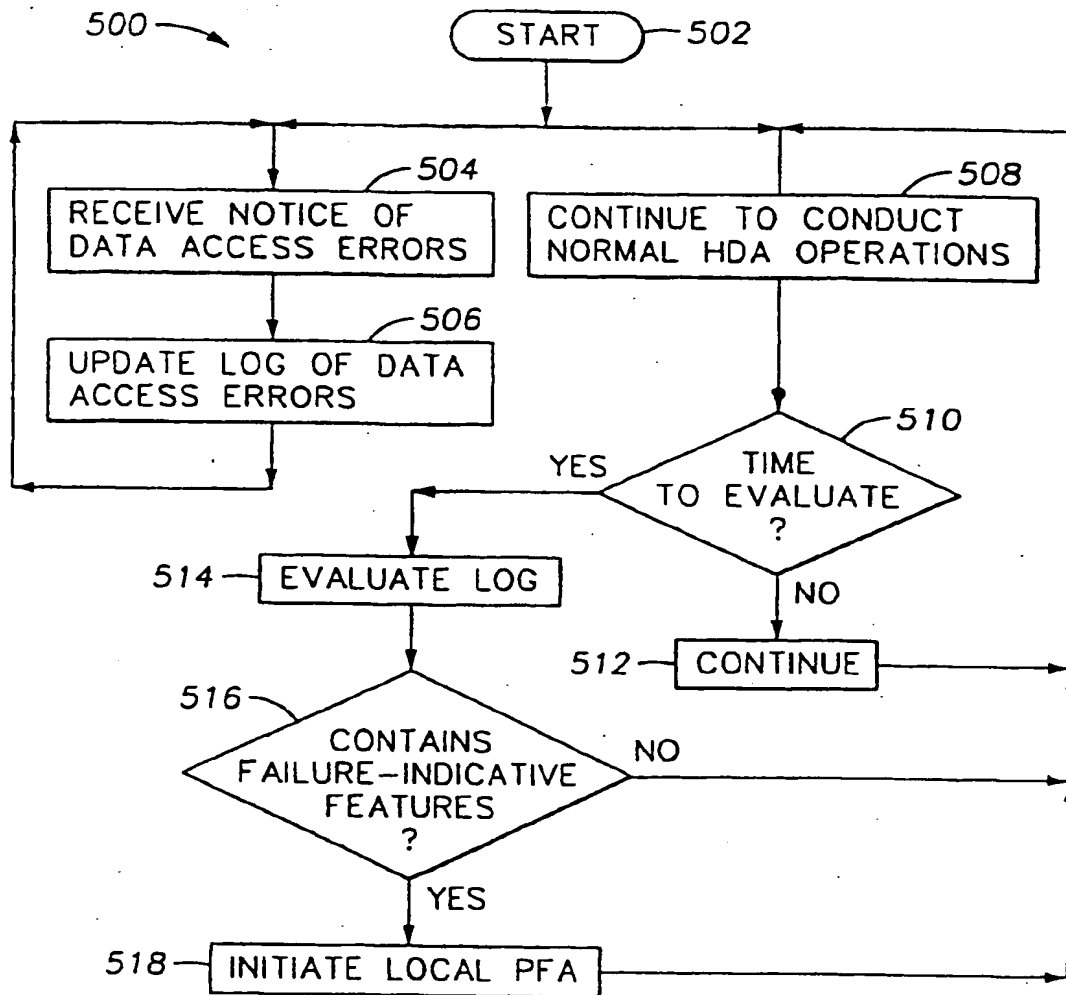 500
START
502
504
RECEIVE NOTICE OF
DATA ACCESS ERRORS
508
CONTINUE TO CONDUCT
NORMAL HDA OPERATIONS
506
UPDATE LOG OF DATA
ACCESS ERRORS
510
TIME
TO EVALUATE
?
YES
NO
514
EVALUATE LOG
512
CONTINUE
516
CONTAINS
FAILURE-INDICATIVE
FEATURES
?
NO
YES
518
INITIATE LOCAL PFA